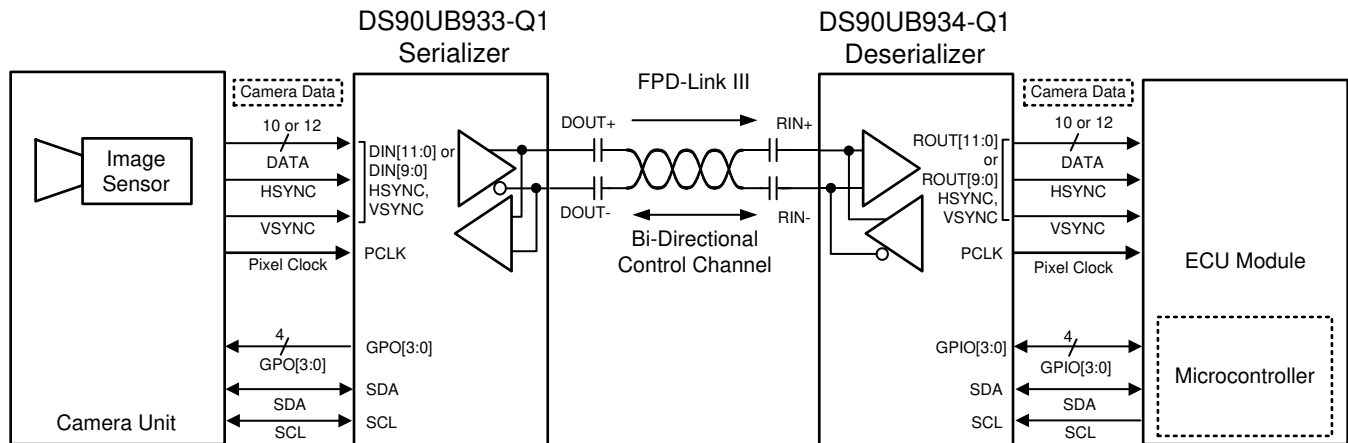 DS90UB933-Q1
Serializer
DS90UB934-Q1
Deserializer
Camera Data
FPD-Link III
Camera Data
Image
Sensor
10 or 12
DATA
HSYNC
VSYNC
Pixel Clock
4
GPO[3:0]
SDA
SCL
Camera Unit
DIN[11:0] or
DIN[9:0]
HSYNC,
VSYNC
PCLK
GPO[3:0]
SDA
SCL
DOUT+
DOUT-
Bi-Directional
Control Channel
RIN+
RIN-
ROUT[11:0]
or
ROUT[9:0]
HSYNC,
VSYNC
PCLK
GPIO[3:0]
SDA
SCL
10 or 12
DATA
HSYNC
VSYNC
Pixel Clock
4
GPIO[3:0]
SDA
SCL
ECU Module
Microcontroller